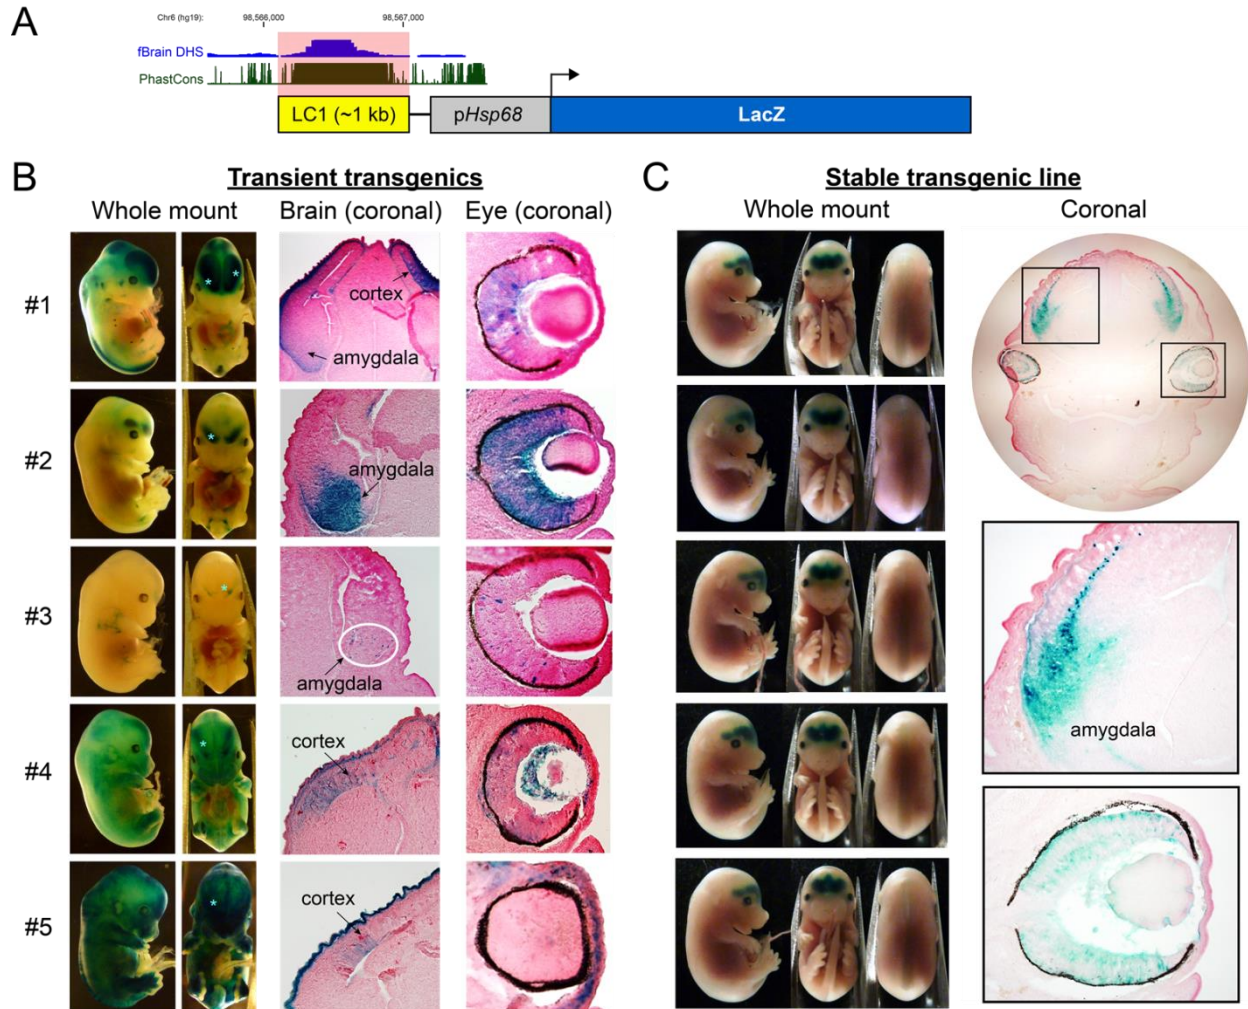 A
Chr6 (hg19): 98,566,000 98,567,000
fBrain DHS
PhastCons
LC1 (~1 kb) pHsp68 LacZ
B
Transient transgenics
Whole mount Brain (coronal) Eye (coronal)
#1
cortex
amygdala
*
*
#2
amygdala
*
#3
amygdala
*
#4
cortex
*
#5
cortex
*
C
Stable transgenic line
Whole mount Coronal
amygdala